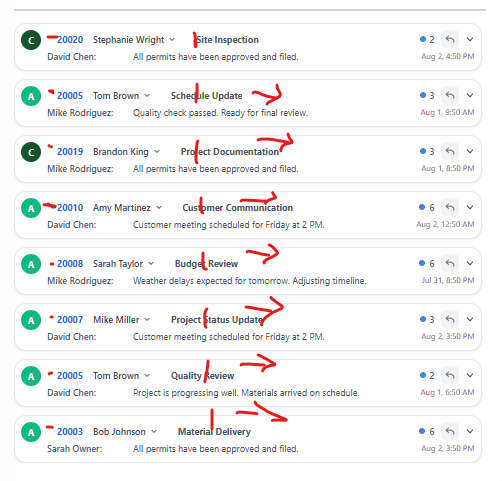 C 20020 Stephanie Wright Site Inspection 2
David Chen: All permits have been approved and filed. Aug 2, 4:50 PM
A 20005 Tom Brown Schedule Update 3
Mike Rodriguez: Quality check passed. Ready for final review. Aug 1, 9:50 AM
C 20019 Brandon King Project Documentation 3
Mike Rodriguez: All permits have been approved and filed. Aug 1, 8:50 PM
A 20010 Amy Martinez Customer Communication 6
David Chen: Customer meeting scheduled for Friday at 2 PM. Aug 2, 12:50 AM
A 20008 Sarah Taylor Budget Review 6
Mike Rodriguez: Weather delays expected for tomorrow. Adjusting timeline. Jul 31, 8:50 PM
A 20007 Mike Miller Project Status Update 3
David Chen: Customer meeting scheduled for Friday at 2 PM. Aug 2, 3:50 PM
A 20005 Tom Brown Quality Review 2
David Chen: Project is progressing well. Materials arrived on schedule. Aug 1, 6:50 AM
A 20003 Bob Johnson Material Delivery 6
Sarah Owner: All permits have been approved and filed. Aug 2, 3:50 PM